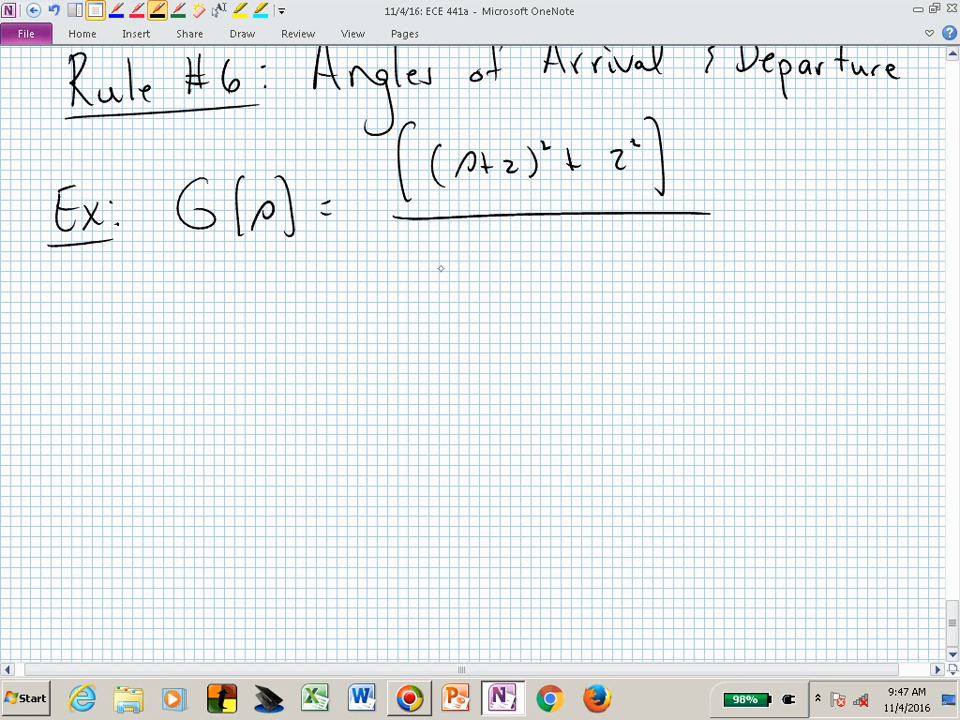 11/4/16: ECE 441a - Microsoft OneNote
File Home Insert Share Draw Review Pages View
Rule #6: Angles of Arrival & Departure
[(s+2)² + 2²]
Ex: G[s] =
Start
98%
9:47 AM
11/4/2016